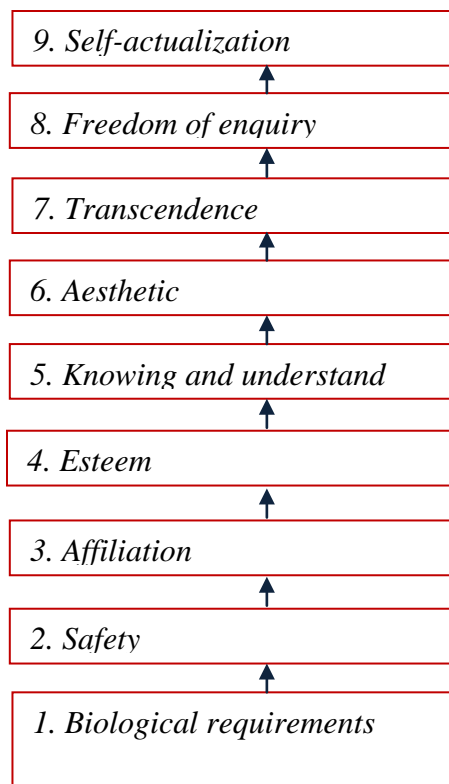 9. Self-actualization
8. Freedom of enquiry
7. Transcendence
6. Aesthetic
5. Knowing and understand
4. Esteem
3. Affiliation
2. Safety
1. Biological requirements